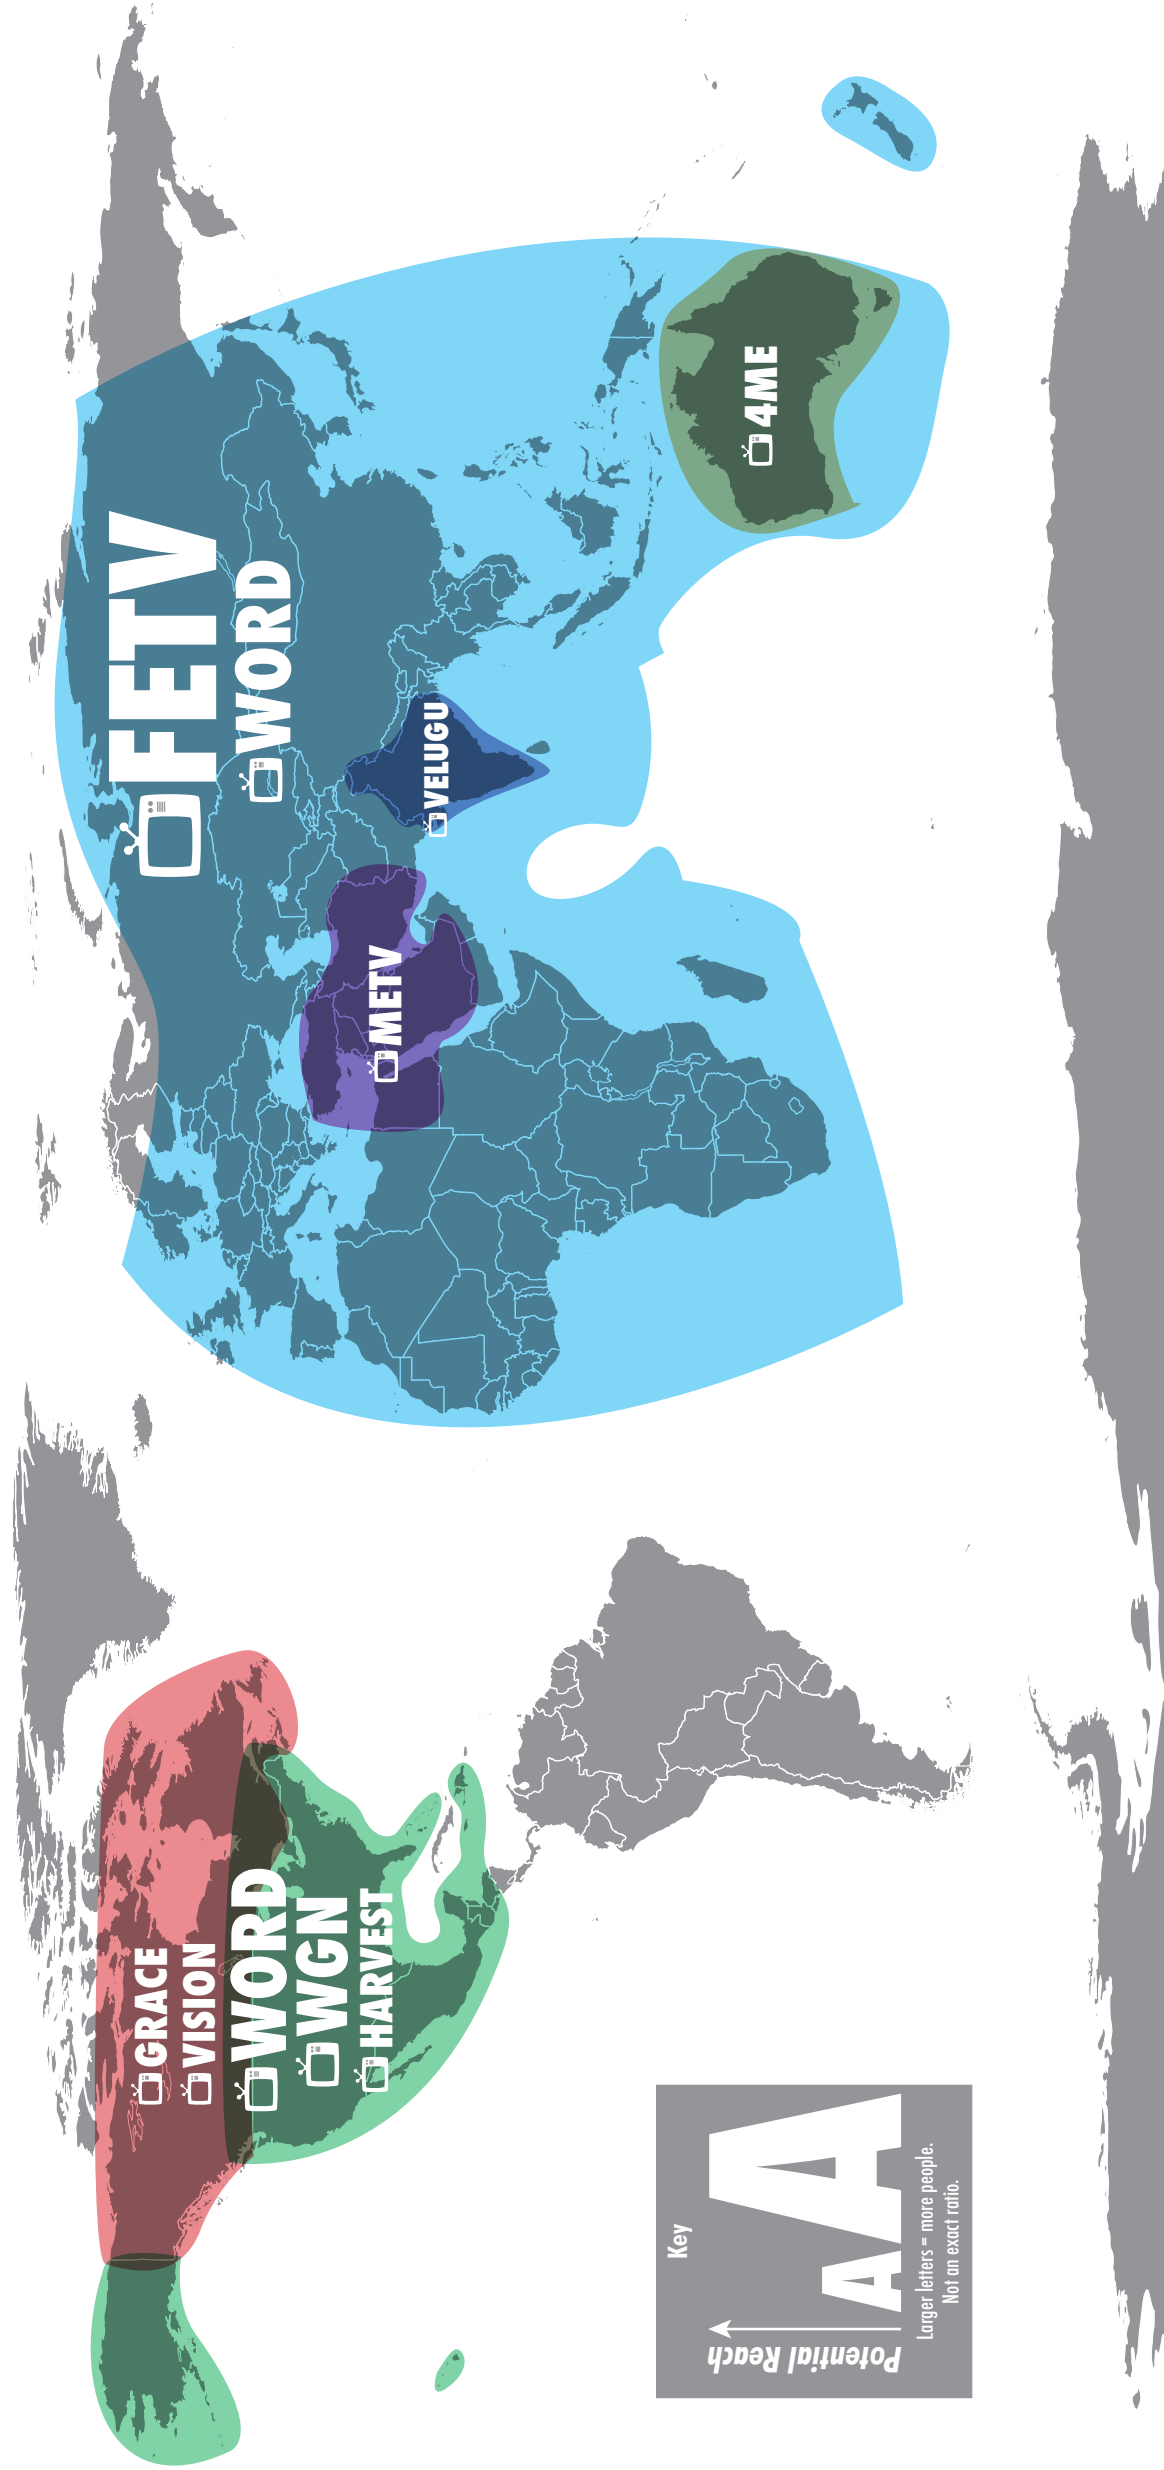 GRACE
VISION
WORD
WGN
HARVEST
FETV
WORD
METV
VELUGU
4ME
Key
Potential Reach
AA
Larger letters = more people.
Not an exact ratio.